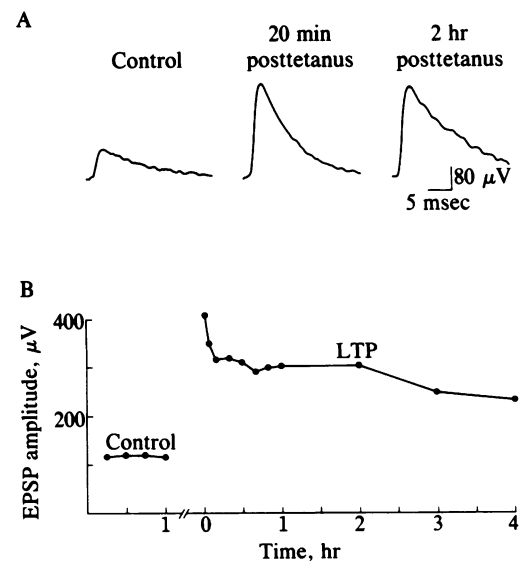 A
Control
20 min
posttetanus
2 hr
posttetanus
80 μV
5 msec
B
EPSP amplitude, μV
400
200
Control
LTP
1
0
1
2
3
4
Time, hr